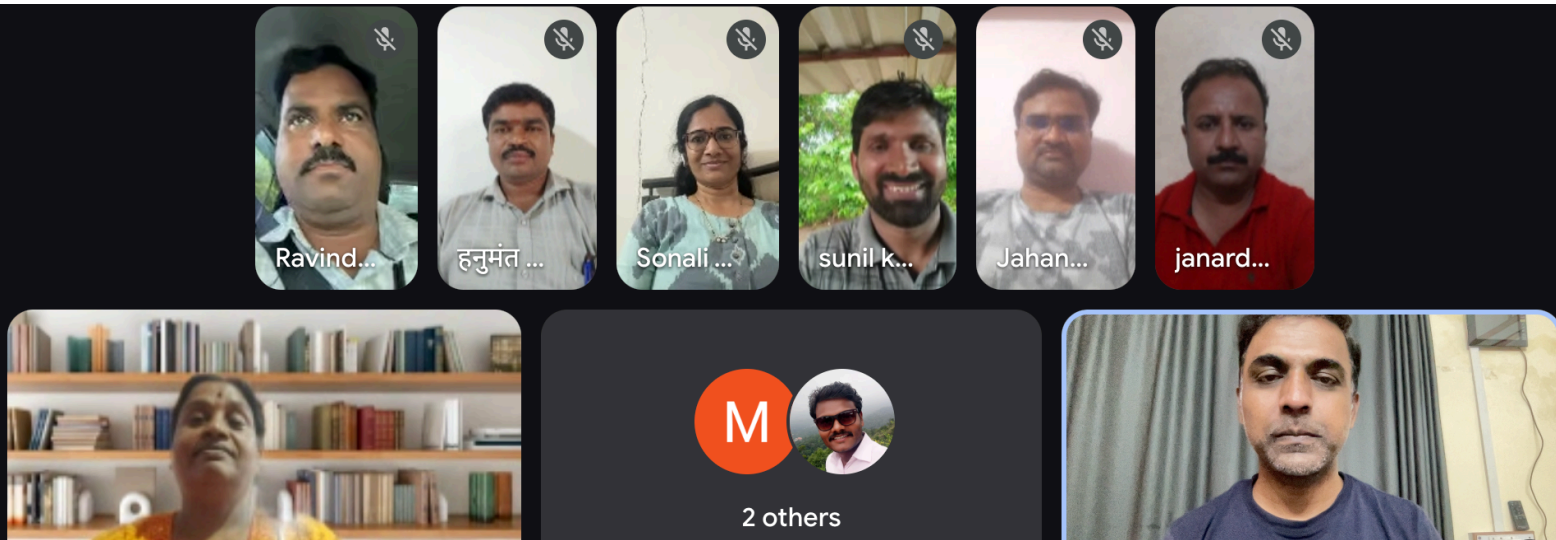 Ravind...
हनुमंत ...
Sonali ...
sunil k...
Jahan...
janard...
M
2 others